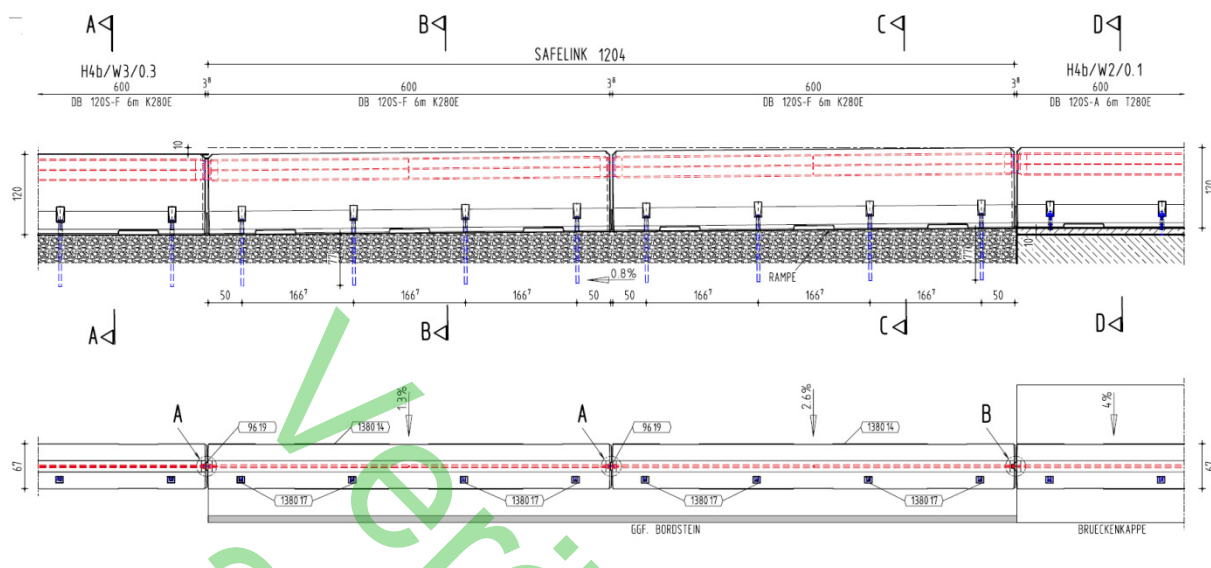 A B C D
SAFELINK 1204
H4b/W3/0.3 H4b/W2/0.1
600 3⁸ 600 600 3⁸ 600
DB 120S-F 6m K280E DB 120S-F 6m K280E DB 120S-F 6m K280E DB 120S-A 6m T280E
10
120 120
10
0.8% RAMPE
50 166⁷ 166⁷ 166⁷ 50 50 166⁷ 166⁷ 166⁷ 50
A B C D
1.3% 2.6% 4%
A A B
96 19 1380 14 96 19 1380 14
67 67
1380 17 1380 17 1380 17 1380 17
GGF. BORDSTEIN BRUECKENKAPPE